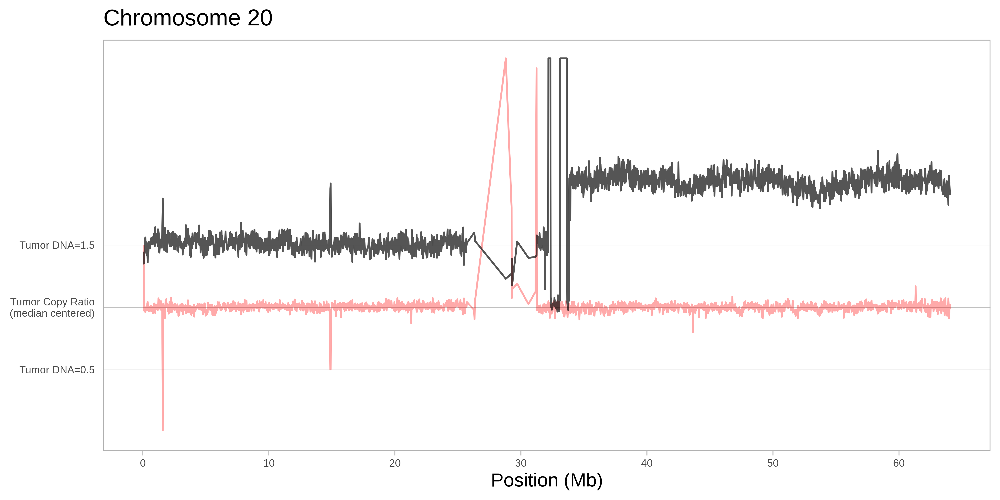 Chromosome 20
Tumor DNA=1.5
Tumor Copy Ratio
(median centered)
Tumor DNA=0.5
0 10 20 30 40 50 60
Position (Mb)